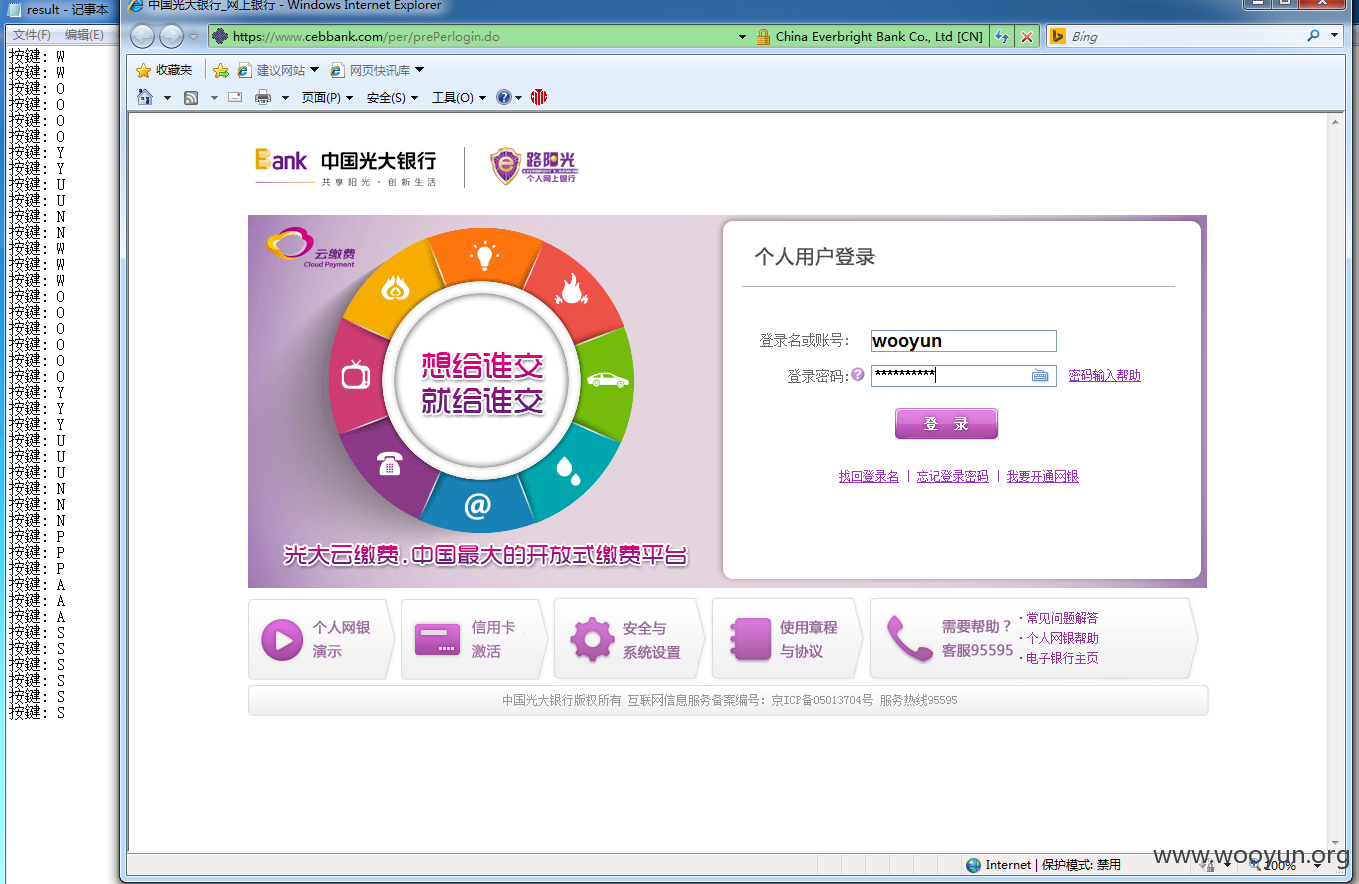 result - 记事本
文件(F) 编辑(E)
按键: W
按键: W
按键: O
按键: O
按键: O
按键: O
按键: Y
按键: Y
按键: U
按键: U
按键: N
按键: N
按键: W
按键: W
按键: W
按键: O
按键: O
按键: O
按键: O
按键: O
按键: O
按键: Y
按键: Y
按键: Y
按键: U
按键: U
按键: U
按键: N
按键: N
按键: N
按键: P
按键: P
按键: P
按键: A
按键: A
按键: A
按键: S
按键: S
按键: S
按键: S
按键: S
按键: S
中国光大银行_网上银行 - Windows Internet Explorer
https://www.cebbank.com/per/prePerlogin.do
China Everbright Bank Co., Ltd [CN]
Bing
收藏夹 建议网站 网页快讯库
页面(P) 安全(S) 工具(O)
Bank 中国光大银行
共享阳光·创新生活
路阳光
EVERBRIGHT E-BANKING
个人网上银行
云缴费
Cloud Payment
想给谁交
就给谁交
@
光大云缴费.中国最大的开放式缴费平台
个人用户登录
登录名或账号: wooyun
登录密码: ? ********** 密码输入帮助
登 录
找回登录名 | 忘记登录密码 | 我要开通网银
个人网银
演示
信用卡
激活
安全与
系统设置
使用章程
与协议
需要帮助?
客服95595
·常见问题解答
·个人网银帮助
·电子银行主页
中国光大银行版权所有 互联网信息服务备案编号: 京ICP备05013704号 服务热线95595
Internet | 保护模式: 禁用
100%
www.wooyun.org